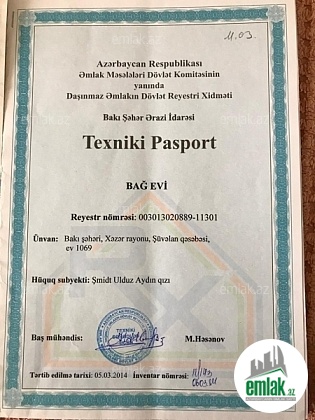 11.03.
Azərbaycan Respublikası
Əmlak Məsələləri Dövlət Komitəsinin
yanında
Daşınmaz Əmlakın Dövlət Reyestri Xidməti
Bakı Şəhər Ərazi İdarəsi
Texniki Pasport
BAĞ EVİ
Reyestr nömrəsi: 003013020889-11301
Ünvan: Bakı şəhəri, Xəzər rayonu, Şüvəlan qəsəbəsi,
ev 1069
Hüquq subyekti: Şmidt Ulduz Aydın qızı
TEXNİKİ
Baş mühəndis: M.Həsənov
Tərtib edilmə tarixi: 05.03.2014 İnventar nömrəsi:
emlak.az